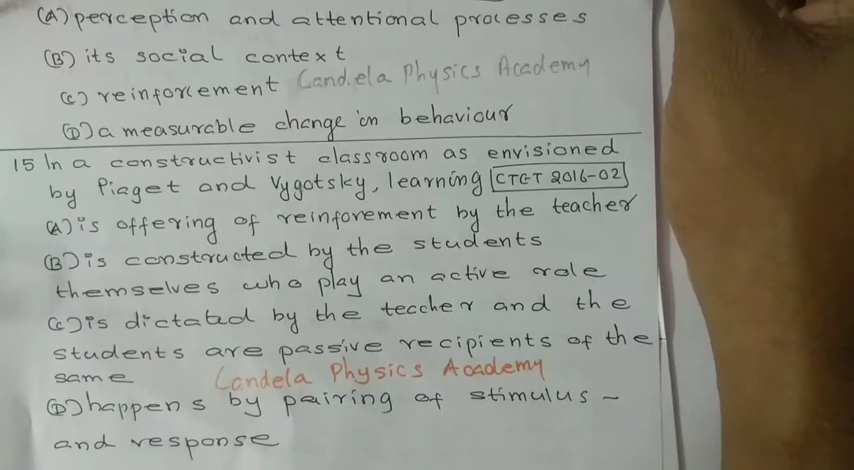 (A) perception and attentional processes
(B) its social context
(C) reinforcement Candela Physics Academy
(D) a measurable change in behaviour
15 In a constructivist classroom as envisioned
by Piaget and Vygotsky, learning CTET 2016-02
(A) is offering of reinforement by the teacher
(B) is constructed by the students
themselves who play an active role
(C) is dictated by the teccher and the
students are passive recipients of the
same Candela Physics Academy
(D) happens by pairing of stimulus -
and response